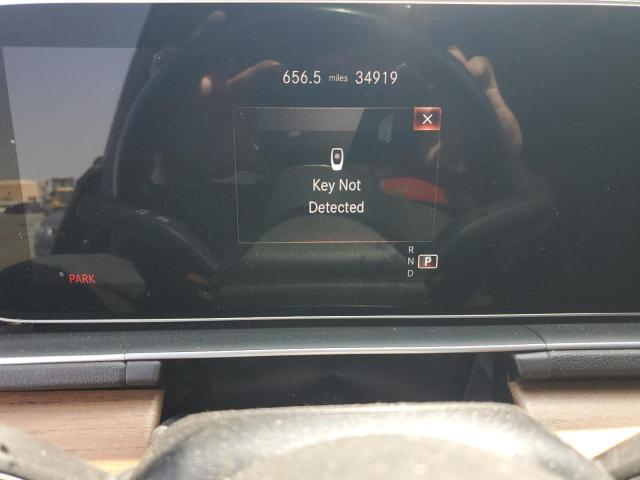 656.5 miles 34919
Key Not
Detected
R
N P
D
PARK